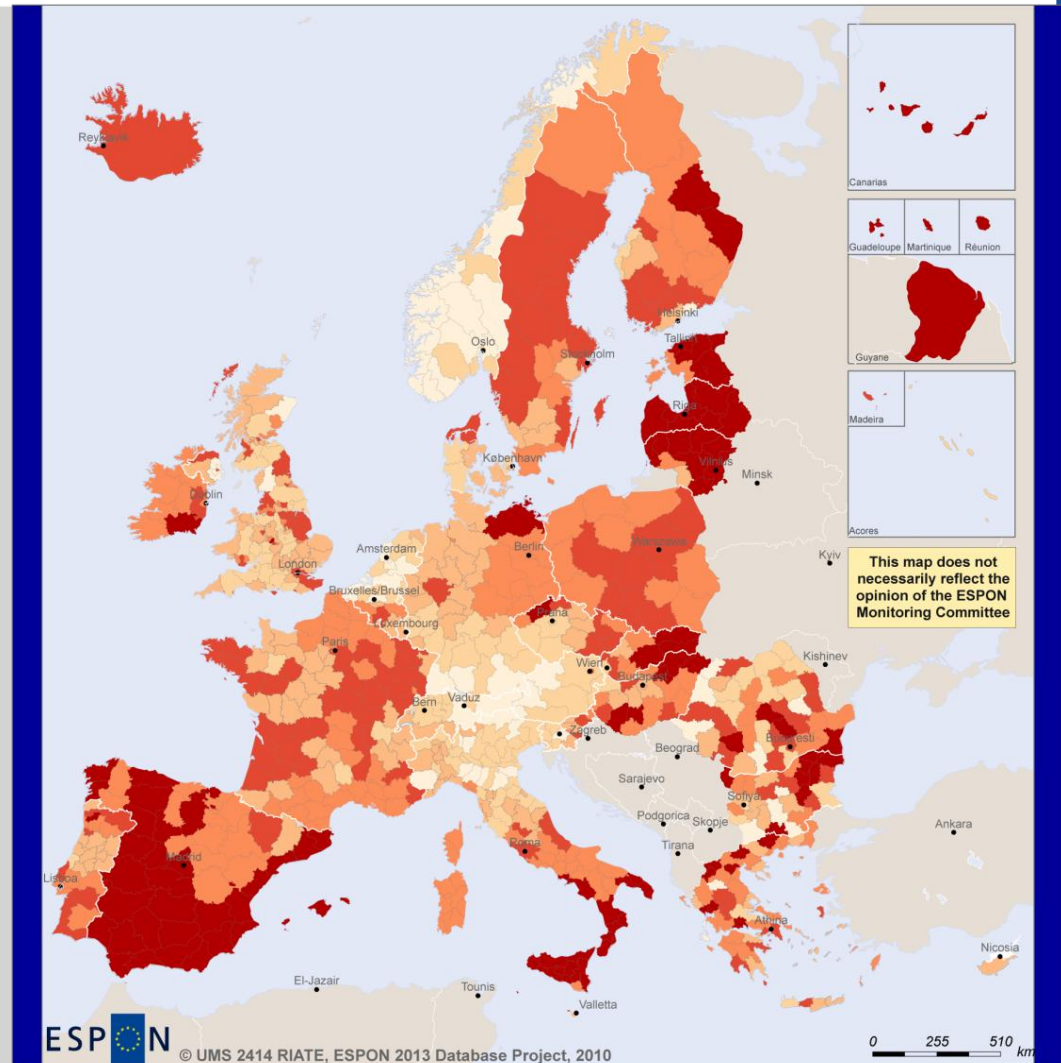 Reykjavik
Canarias
Guadeloupe
Martinique
Réunion
Guyane
Madeira
Acores
Oslo
Helsinki
Tallinn
Stockholm
Riga
København
Vilnius
Minsk
Dublin
Amsterdam
Berlin
Warszawa
London
Kyiv
Bruxelles/Brussel
Praha
Luxembourg
Paris
This map does not
necessarily reflect the
opinion of the ESPON
Monitoring Committee
Wien
Kishinev
Budapest
Bern
Vaduz
Zagreb
Bucuresti
Beograd
Sarajevo
Sofiya
Podgorica
Skopje
Ankara
Tirana
Roma
Madrid
Lisboa
Athina
Nicosia
El-Jazair
Tounis
Valletta
ESPON
© UMS 2414 RIATE, ESPON 2013 Database Project, 2010
0 255 510
km